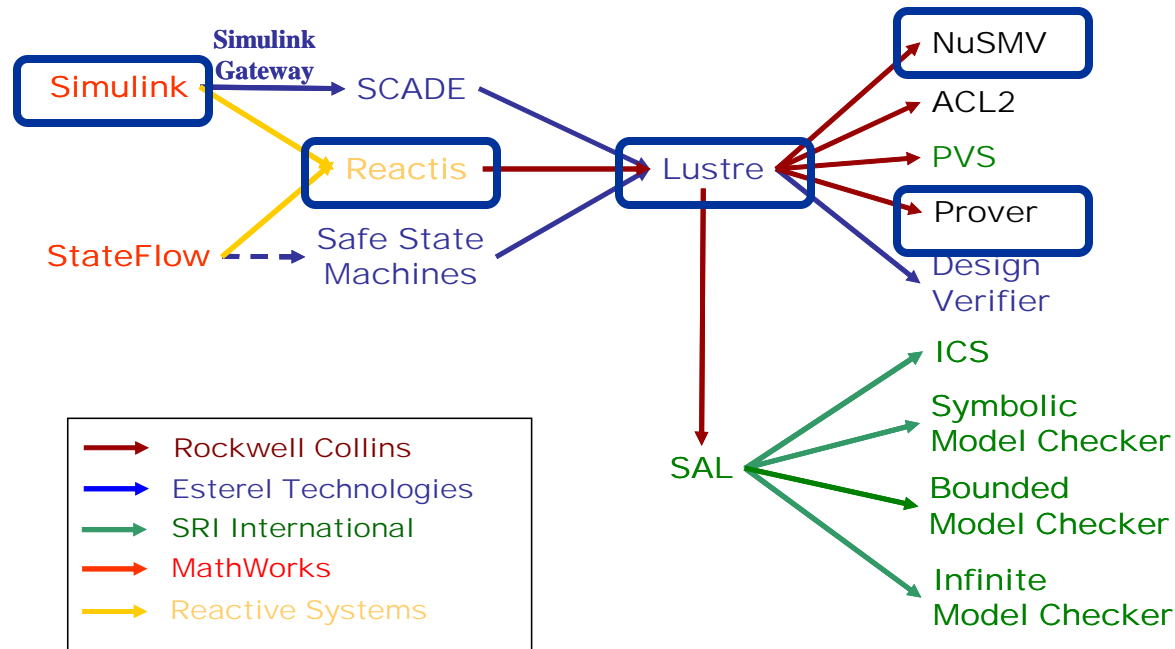 Simulink
Gateway
Simulink
SCADE
Reactis
StateFlow
Safe State
Machines
Lustre
NuSMV
ACL2
PVS
Prover
Design
Verifier
SAL
ICS
Symbolic
Model Checker
Bounded
Model Checker
Infinite
Model Checker
Rockwell Collins
Esterel Technologies
SRI International
MathWorks
Reactive Systems